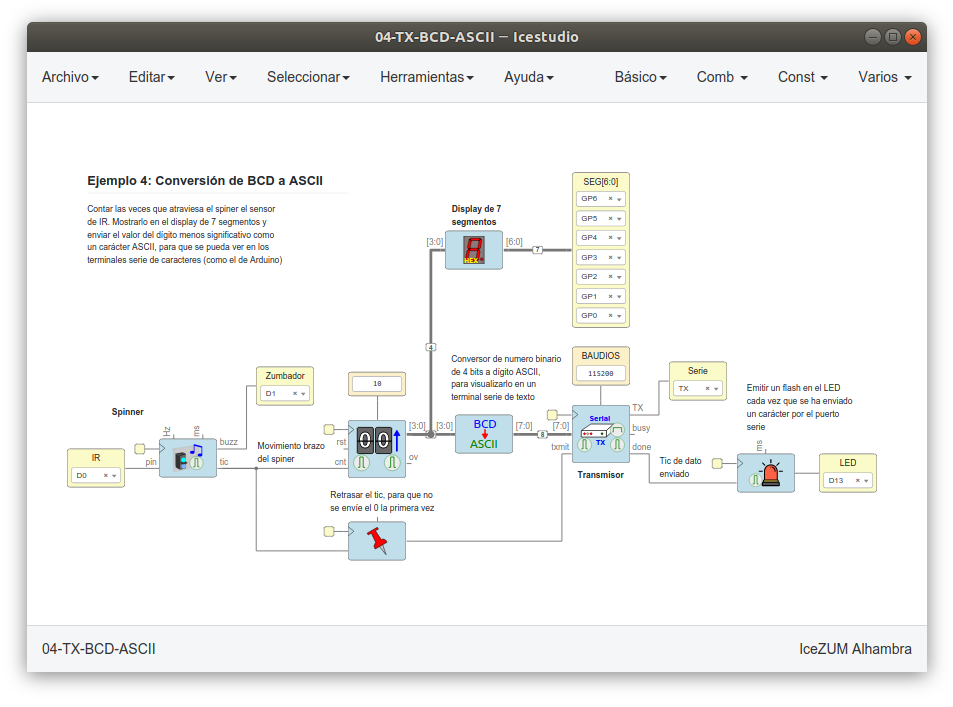 04-TX-BCD-ASCII – Icestudio
Archivo Editar Ver Seleccionar Herramientas Ayuda Básico Comb Const Varios
Ejemplo 4: Conversión de BCD a ASCII
Contar las veces que atraviesa el spiner el sensor
de IR. Mostrarlo en el display de 7 segmentos y
enviar el valor del dígito menos significativo como
un carácter ASCII, para que se pueda ver en los
terminales serie de caracteres (como el de Arduino)
Display de 7
segmentos
[3:0]
HEX
[6:0]
7
SEG[6:0]
GP6
GP5
GP4
GP3
GP2
GP1
GP0
4
Conversor de numero binario
de 4 bits a dígito ASCII,
para visualizarlo en un
terminal serie de texto
BAUDIOS
115200
Serie
TX
Emitir un flash en el LED
cada vez que se ha enviado
un carácter por el puerto
serie
Zumbador
D1
10
Spinner
IR
D0
Hz
ms
pin
buzz
tic
Movimiento brazo
del spiner
rst
cnt
00
[3:0]
ov
[3:0]
BCD
ASCII
[7:0]
8
[7:0]
txmit
Serial
TX
TX
busy
done
Transmisor
Tic de dato
enviado
ms
LED
D13
Retrasar el tic, para que no
se envíe el 0 la primera vez
04-TX-BCD-ASCII
IceZUM Alhambra